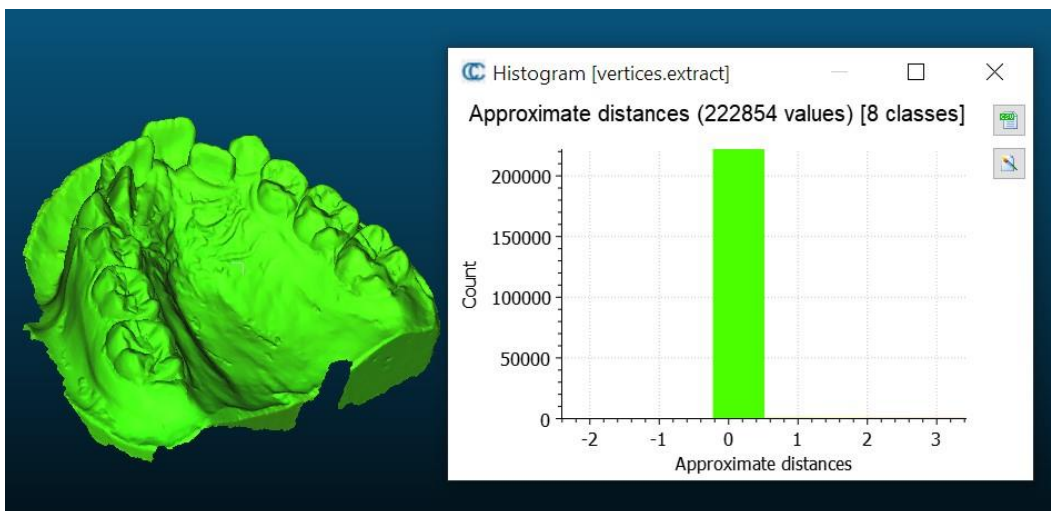 Histogram [vertices.extract]
Approximate distances (222854 values) [8 classes]
200000
150000
100000
50000
0
Count
-2 -1 0 1 2 3
Approximate distances